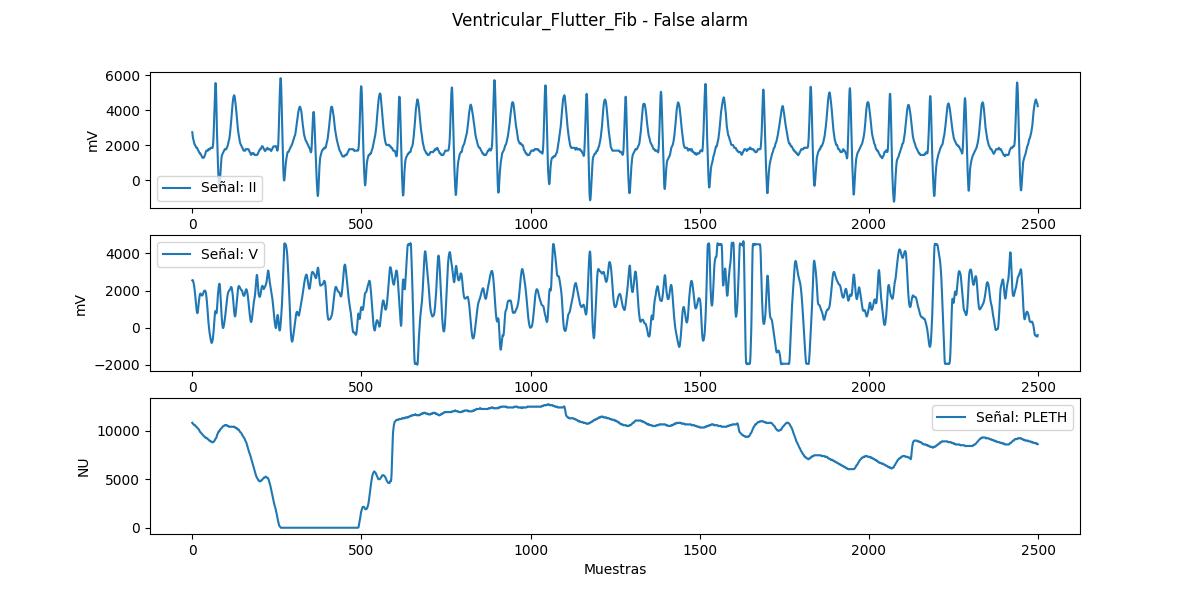 Ventricular_Flutter_Fib - False alarm
6000
4000
2000
0
mV
Señal: II
0 500 1000 1500 2000 2500
4000
2000
0
−2000
mV
Señal: V
0 500 1000 1500 2000 2500
10000
5000
0
NU
Señal: PLETH
0 500 1000 1500 2000 2500
Muestras